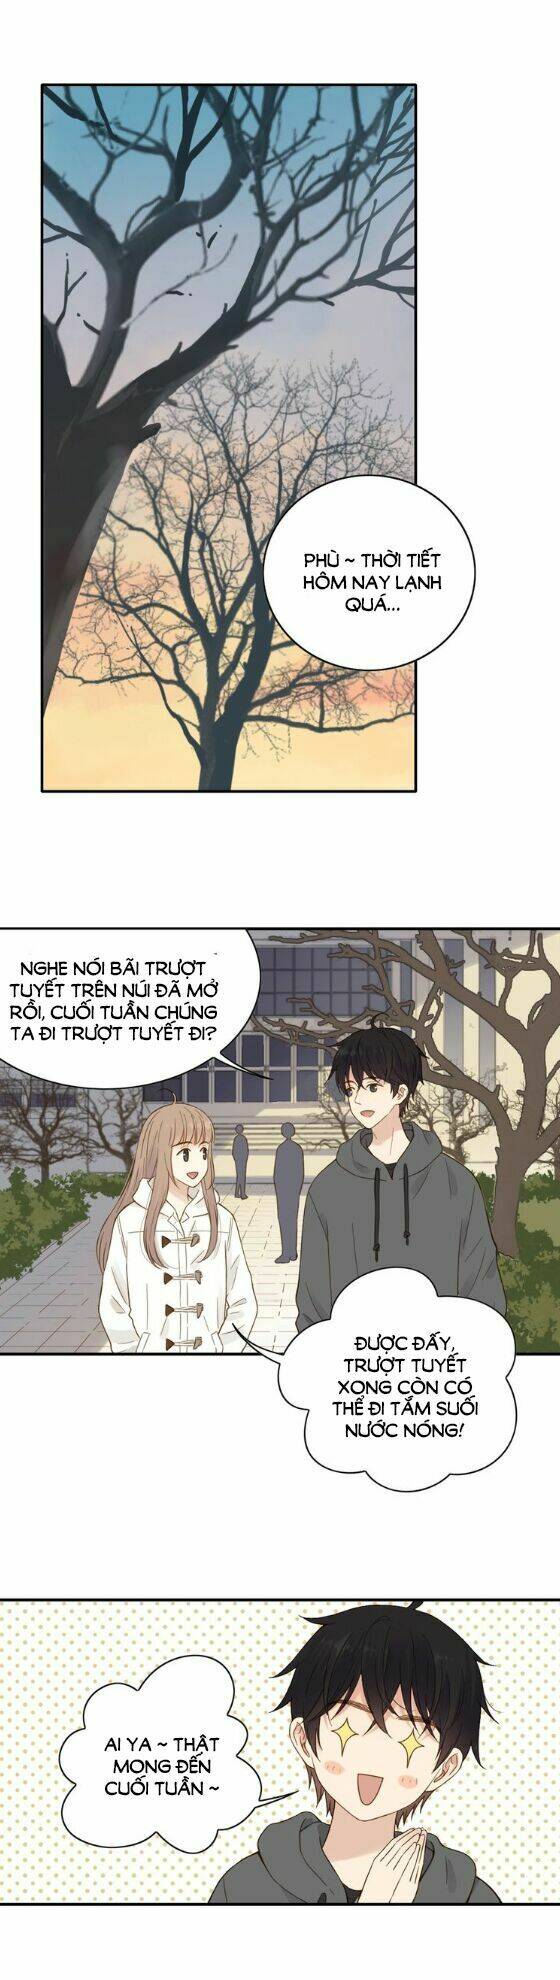 PHÙ ~ THỜI TIẾT
HÔM NAY LẠNH
QUÁ...
NGHE NÓI BÃI TRƯỢT
TUYẾT TRÊN NÚI ĐÃ MỞ
RỒI, CUỐI TUẦN CHÚNG
TA ĐI TRƯỢT TUYẾT ĐI?
ĐƯỢC ĐẤY,
TRƯỢT TUYẾT
XONG CÒN CÓ
THỂ ĐI TẮM SUỐI
NƯỚC NÓNG!
AI YA ~ THẬT
MONG ĐẾN
CUỐI TUẦN ~